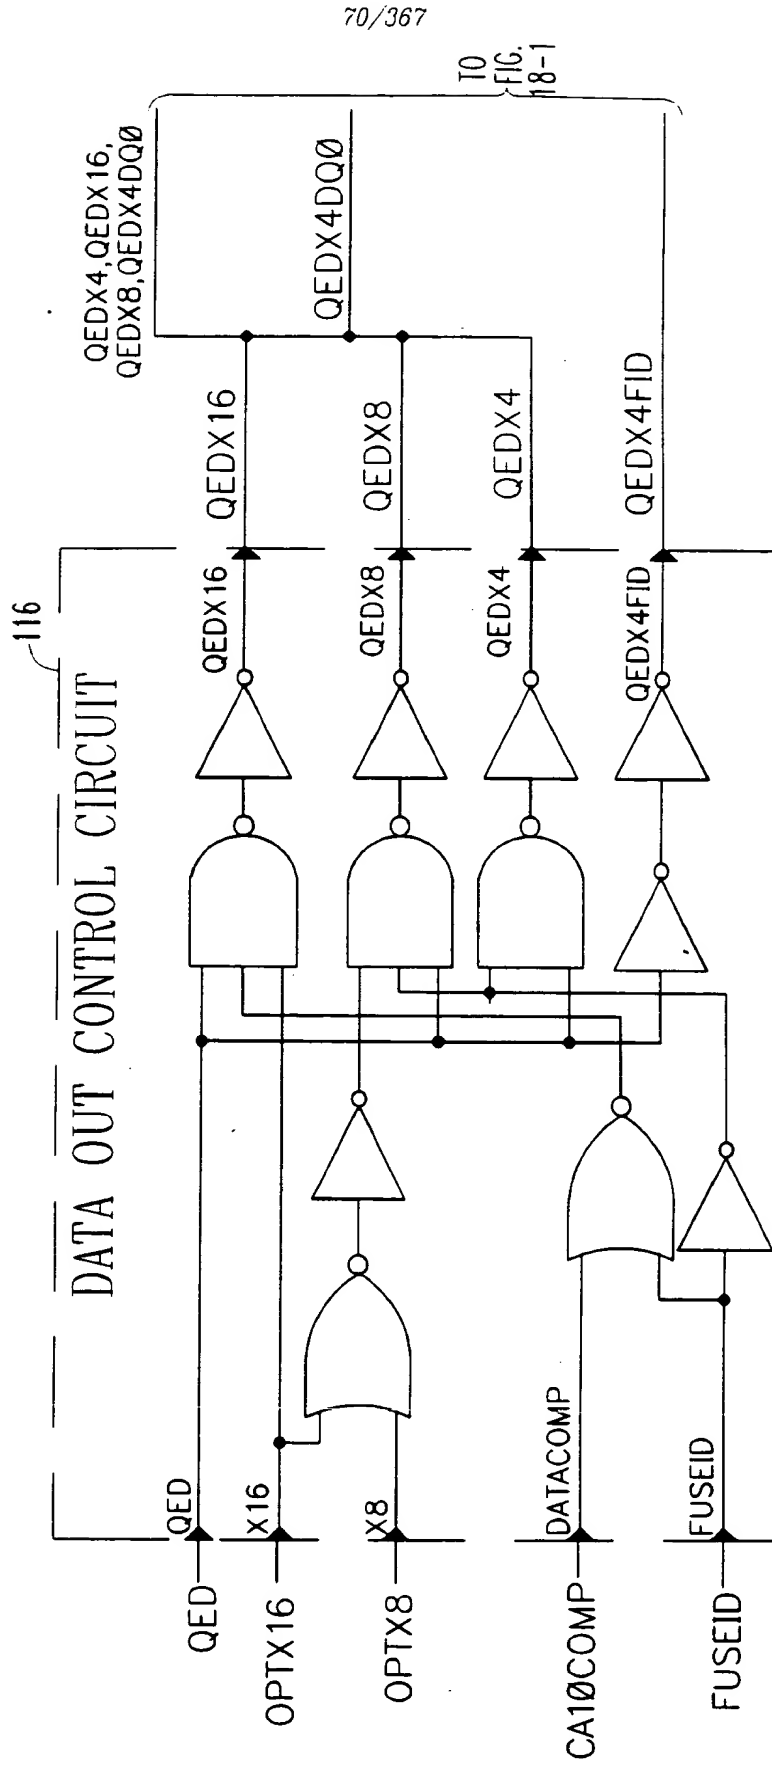 70/367
116
DATA OUT CONTROL CIRCUIT
QED
QED
OPTX16
X16
OPTX8
X8
CA10COMP
DATACOMP
FUSEID
FUSEID
QEDX16
QEDX8
QEDX4
QEDX4FID
QEDX16
QEDX8
QEDX4
QEDX4FID
QEDX4,QEDX16,
QEDX8,QEDX4DQ0
QEDX4DQ0
TO
FIG.
18-1